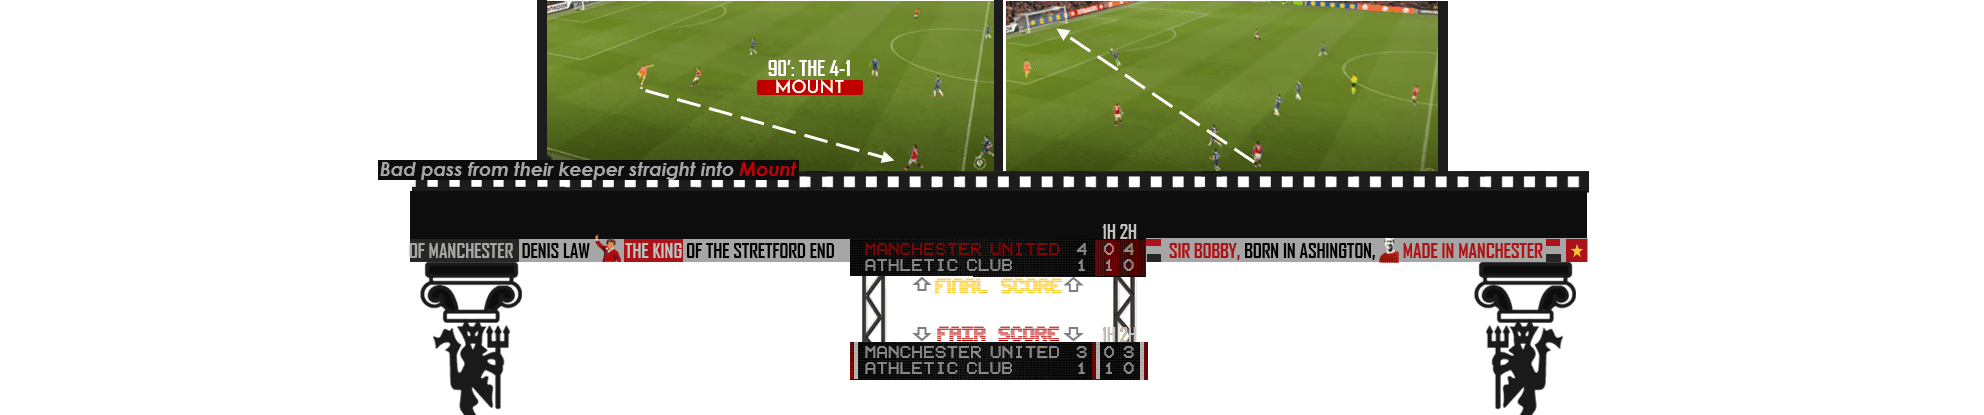 90': THE 4-1
MOUNT
Bad pass from their keeper straight into Mount
1H 2H
OF MANCHESTER DENIS LAW THE KING OF THE STRETFORD END
MANCHESTER UNITED 4 0 4
ATHLETIC CLUB 1 1 0
SIR BOBBY, BORN IN ASHINGTON, MADE IN MANCHESTER
FINAL SCORE
FAIR SCORE 1H 2H
MANCHESTER UNITED 3 0 3
ATHLETIC CLUB 1 1 0